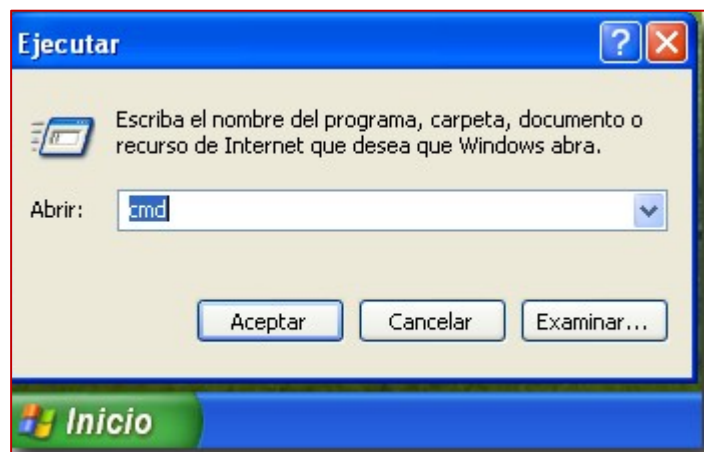 Ejecutar
Escriba el nombre del programa, carpeta, documento o
recurso de Internet que desea que Windows abra.
Abrir: cmd
Aceptar Cancelar Examinar...
Inicio